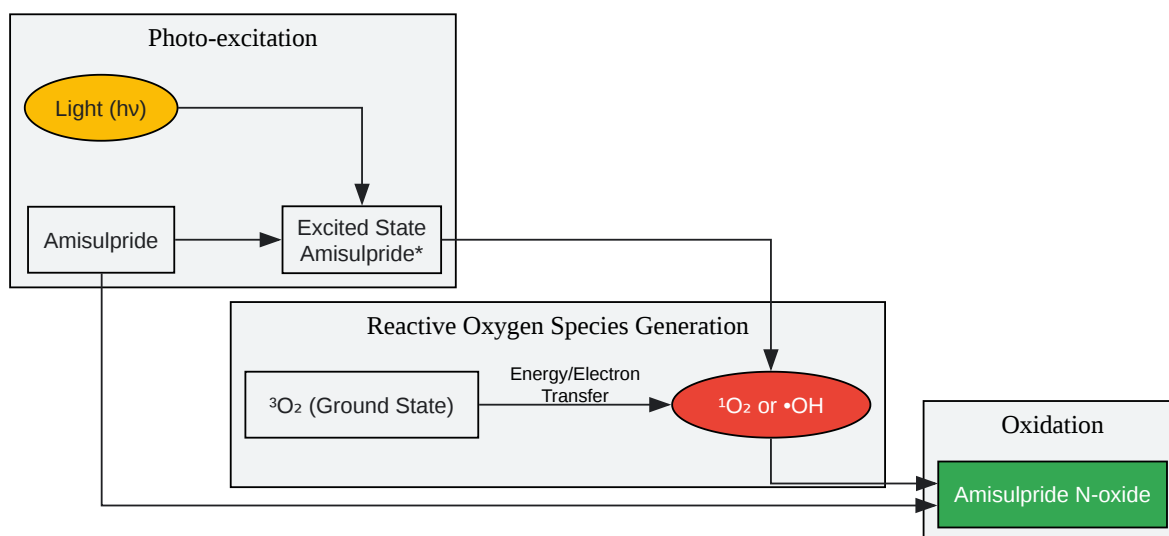 Photo-excitation
Light (hν)
Amisulpride
Excited State
Amisulpride*
Reactive Oxygen Species Generation
³O₂ (Ground State)
Energy/Electron
Transfer
¹O₂ or •OH
Oxidation
Amisulpride N-oxide